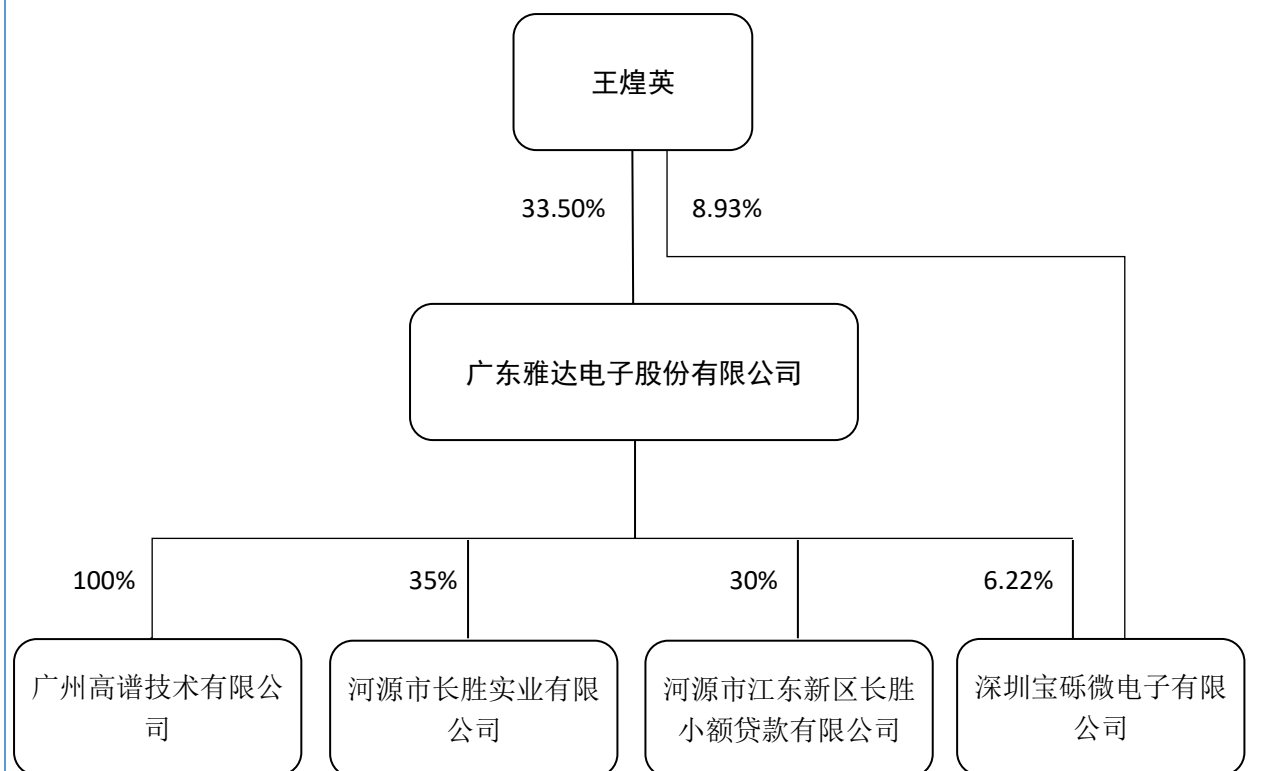 王煌英
33.50%
8.93%
广东雅达电子股份有限公司
100%
35%
30%
6.22%
广州高谱技术有限公
司
河源市长胜实业有限
公司
河源市江东新区长胜
小额贷款有限公司
深圳宝砾微电子有限
公司